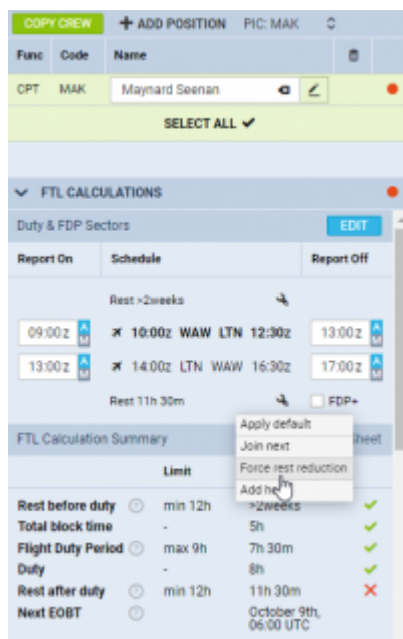 COPY CREW + ADD POSITION PIC: MAK
Func Code Name
CPT MAK Maynard Seenan
SELECT ALL ✔
FTL CALCULATIONS
Duty & FDP Sectors EDIT
Report On Schedule Report Off
Rest >2weeks
09:00z A M 10:00z WAW LTN 12:30z 13:00z A
13:00z A 14:00z LTN WAW 16:30z 17:00z A
Rest 11h 30m FDP+
Apply default
Join next
Force rest reduction
FTL Calculation Summary Sheet
Limit
Rest before duty min 12h >2weeks
Total block time - 5h
Flight Duty Period max 9h 7h 30m
Duty - 8h
Rest after duty min 12h 11h 30m
Next EOBT October 9th,
06:00 UTC